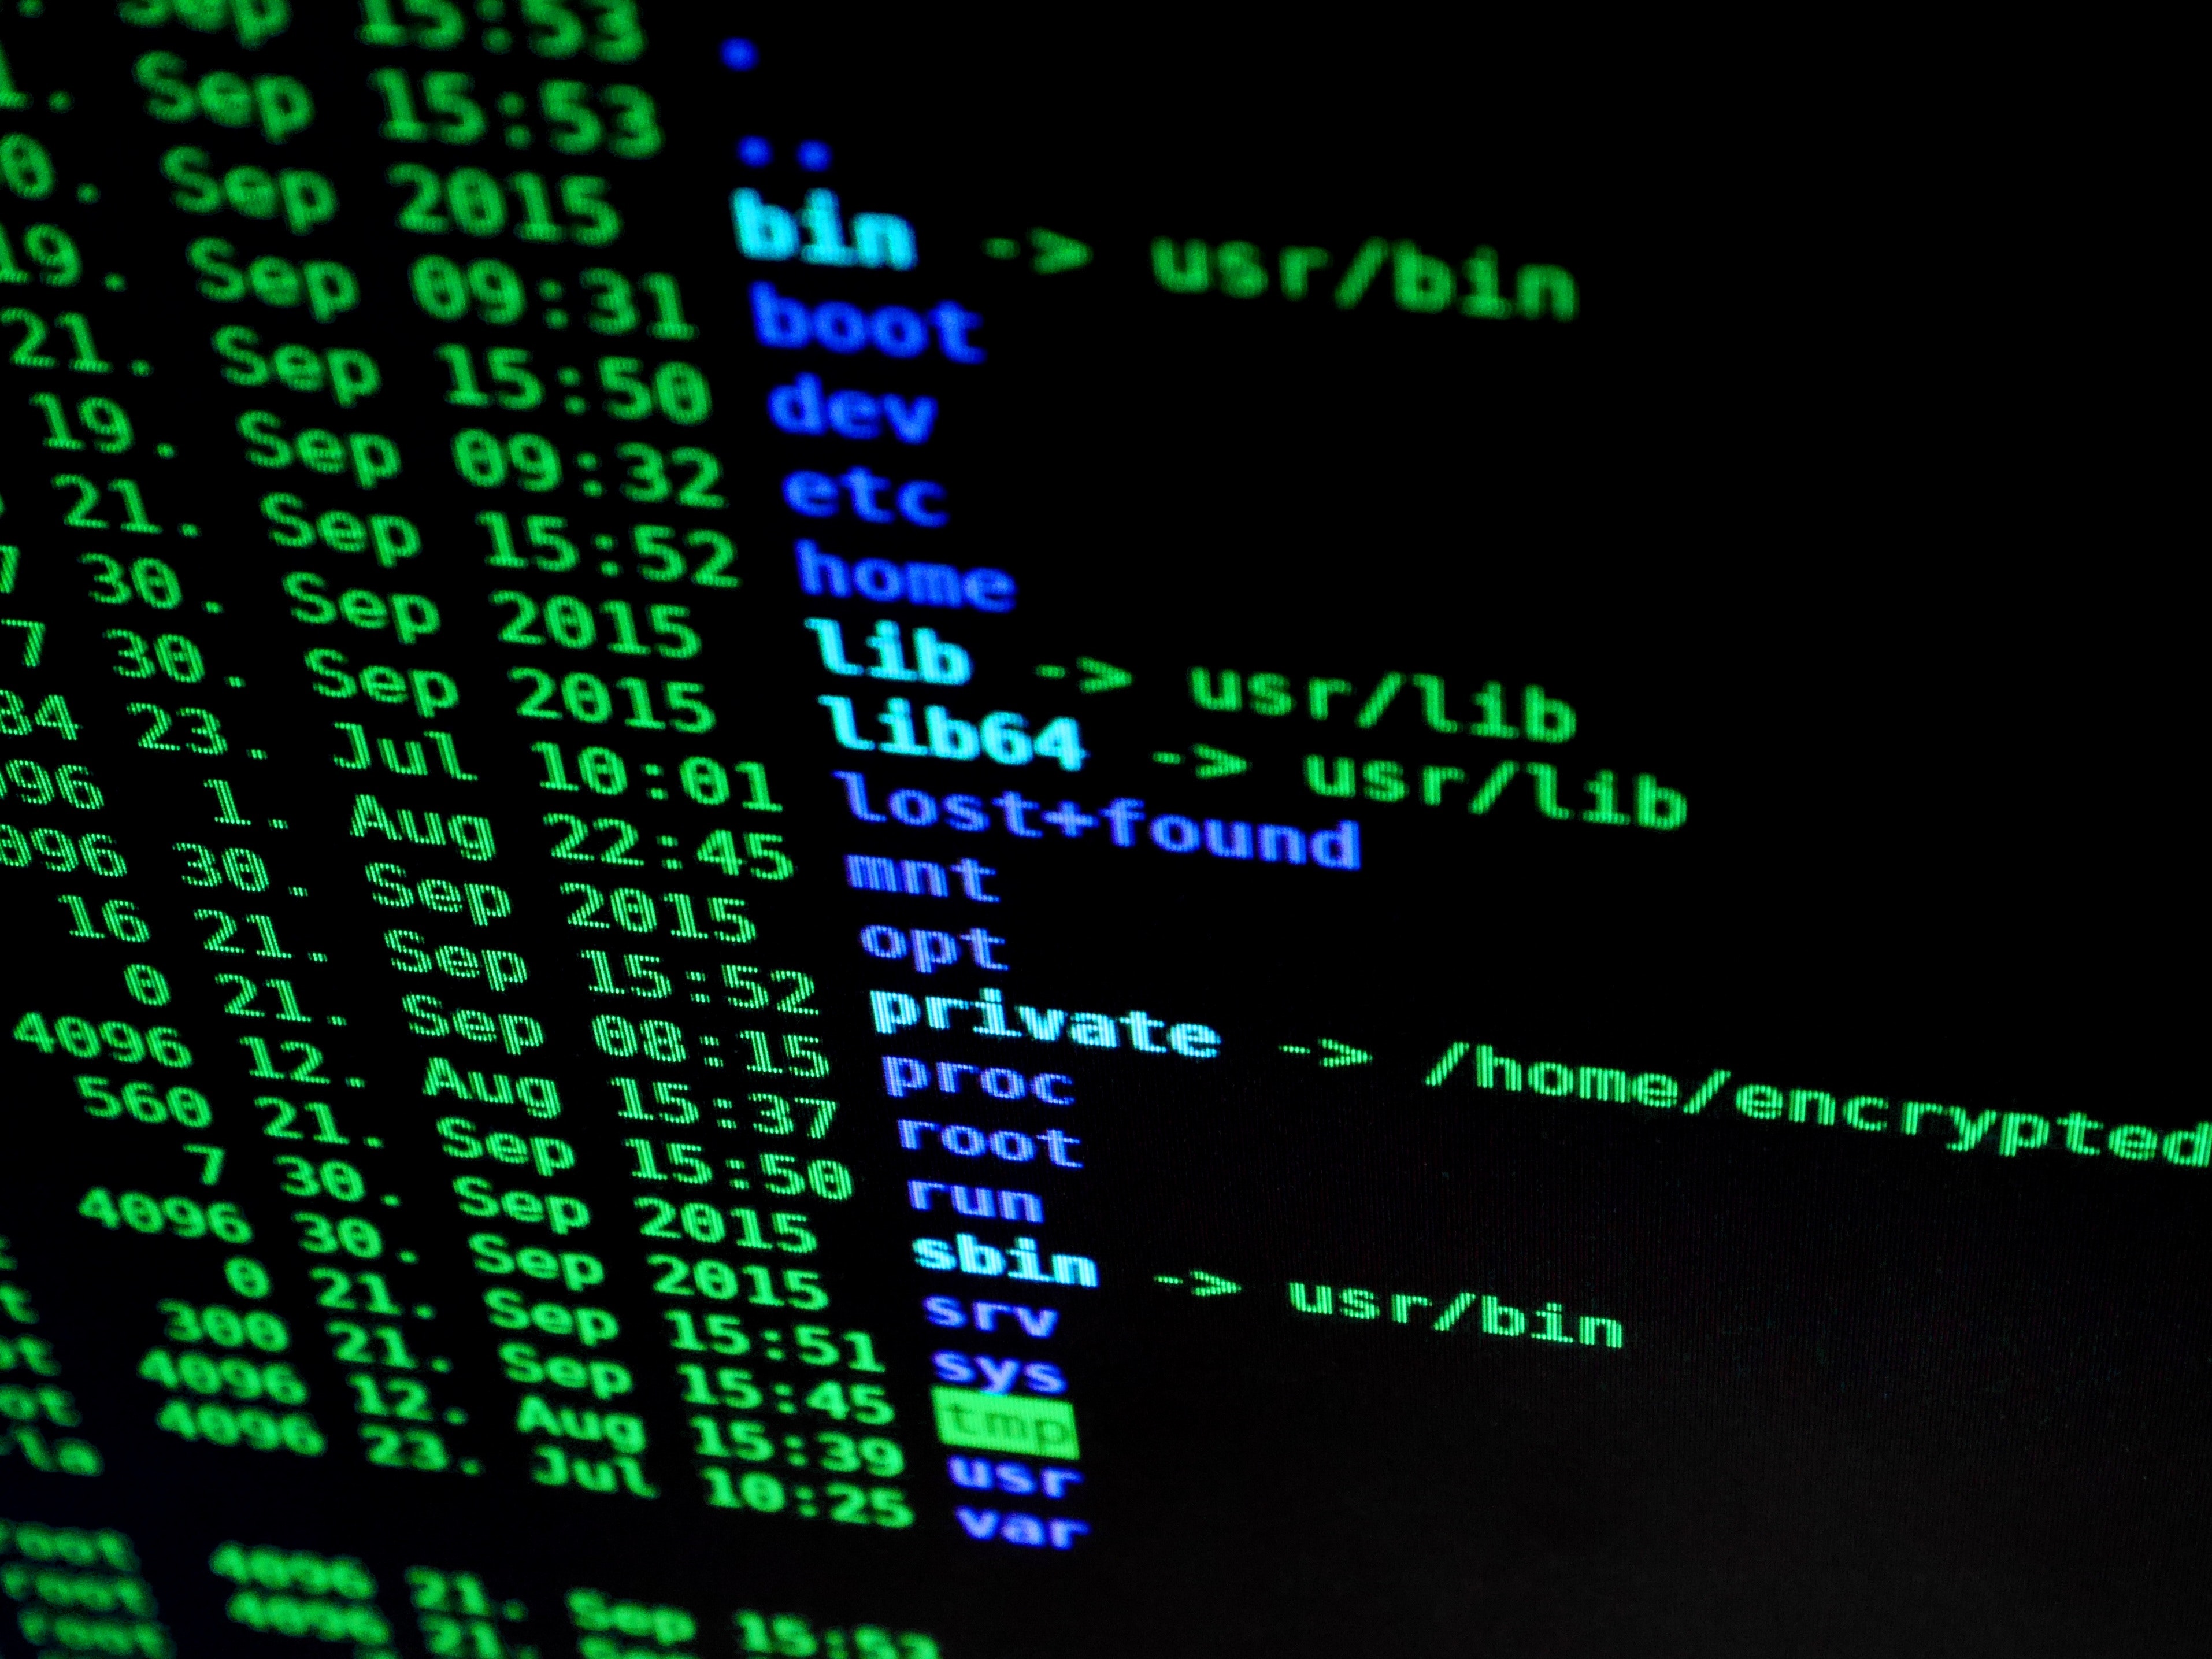 Sep 15:53 .
1. Sep 15:53 ..
0. Sep 2015 bin -> usr/bin
19. Sep 09:31 boot
21. Sep 15:50 dev
19. Sep 09:32 etc
21. Sep 15:52 home
7 30. Sep 2015 lib -> usr/lib
7 30. Sep 2015 lib64 -> usr/lib
84 23. Jul 10:01 lost+found
096 1. Aug 22:45 mnt
096 30. Sep 2015 opt
16 21. Sep 15:52 private -> /home/encrypted
0 21. Sep 08:15 proc
4096 12. Aug 15:37 root
560 21. Sep 15:50 run
7 30. Sep 2015 sbin -> usr/bin
4096 30. Sep 2015 srv
0 21. Sep 15:51 sys
300 21. Sep 15:45 tmp
4096 12. Aug 15:39 usr
4096 23. Jul 10:25 var
la
root 4096 21. Sep 15:53
root 4096 21.
root